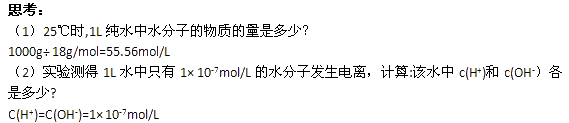 思考：
（1）25℃时,1L 纯水中水分子的物质的量是多少?
1000g÷18g/mol=55.56mol/L
（2）实验测得 1L 水中只有 1×10⁻⁷mol/L 的水分子发生电离，计算:该水中 c(H⁺)和 c(OH⁻）各
是多少?
C(H⁺)=C(OH⁻)=1×10⁻⁷mol/L